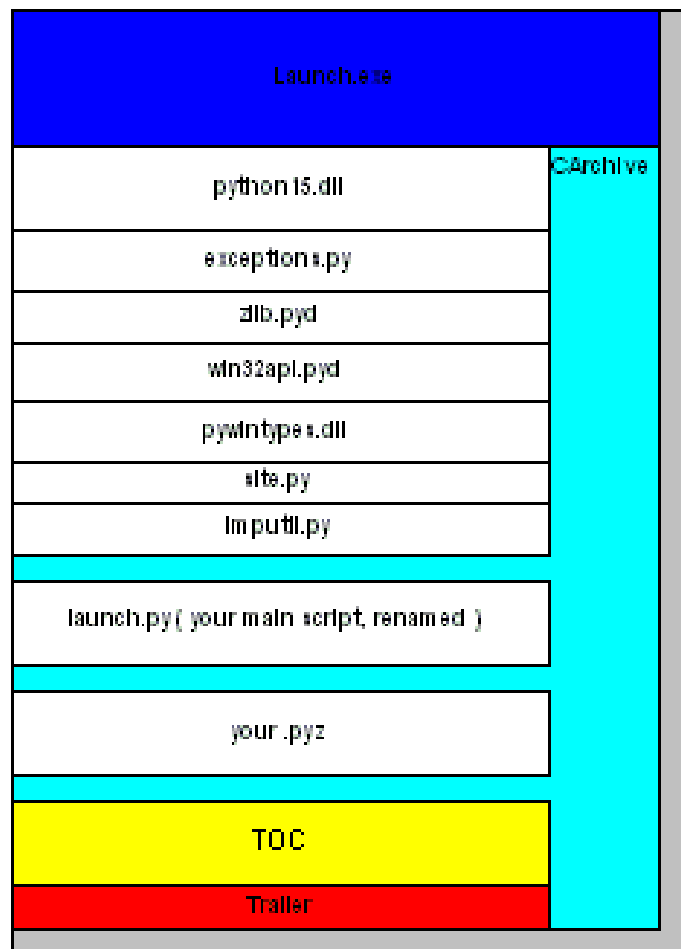 Launch.exe
CArchive
python15.dll
exceptions.py
zlib.pyd
win32api.pyd
pywintypes.dll
site.py
imputil.py
launch.py ( your main script, renamed )
your .pyz
TOC
Trailer